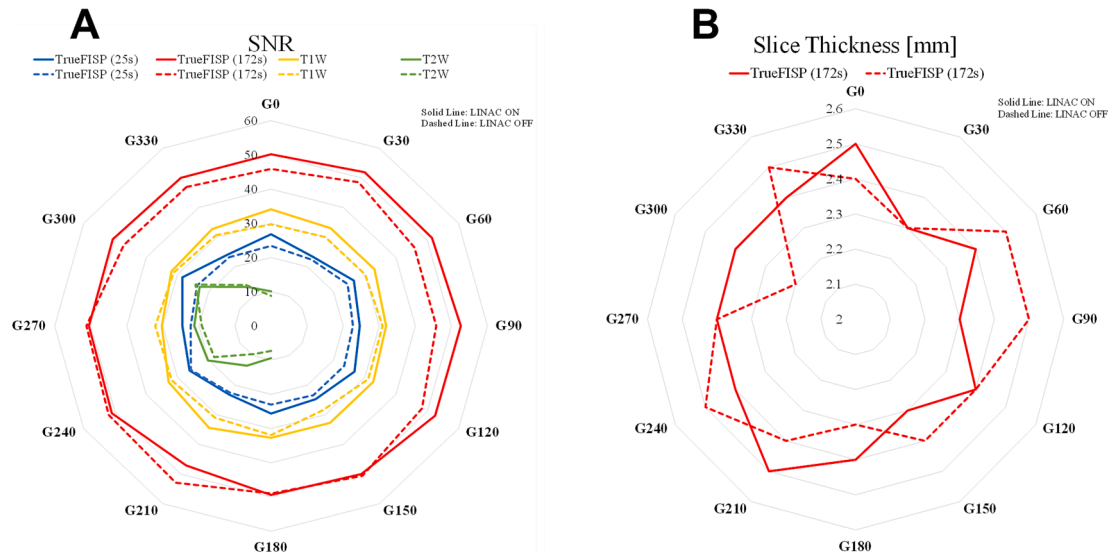 A
SNR
TrueFISP (25s) TrueFISP (172s) T1W T2W
TrueFISP (25s) TrueFISP (172s) T1W T2W
Solid Line: LINAC ON
Dashed Line: LINAC OFF
G0
G30
G60
G90
G120
G150
G180
G210
G240
G270
G300
G330
60
50
40
30
20
10
0
B
Slice Thickness [mm]
TrueFISP (172s) TrueFISP (172s)
Solid Line: LINAC ON
Dashed Line: LINAC OFF
G0
G30
G60
G90
G120
G150
G180
G210
G240
G270
G300
G330
2.6
2.5
2.4
2.3
2.2
2.1
2